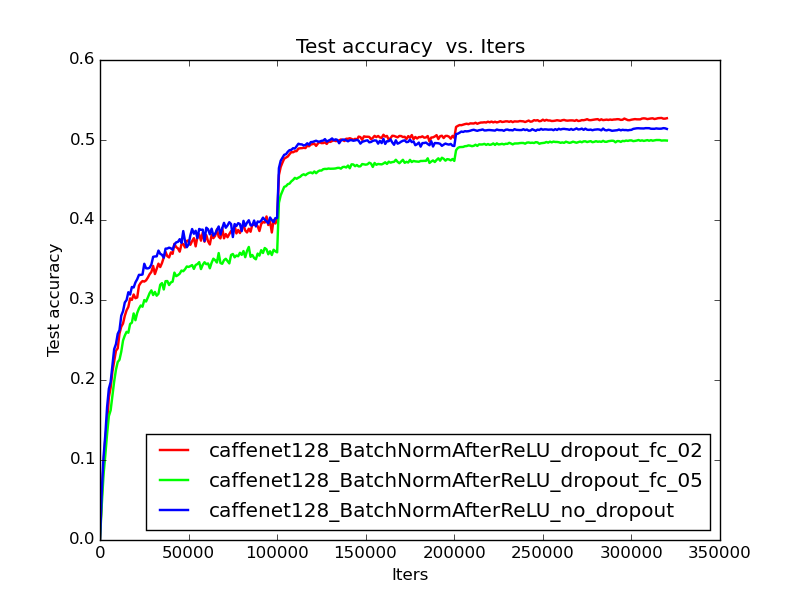 Test accuracy  vs. Iters
0.6
0.5
0.4
0.3
0.2
0.1
0.0
Test accuracy
caffenet128_BatchNormAfterReLU_dropout_fc_02
caffenet128_BatchNormAfterReLU_dropout_fc_05
caffenet128_BatchNormAfterReLU_no_dropout
0 50000 100000 150000 200000 250000 300000 350000
Iters